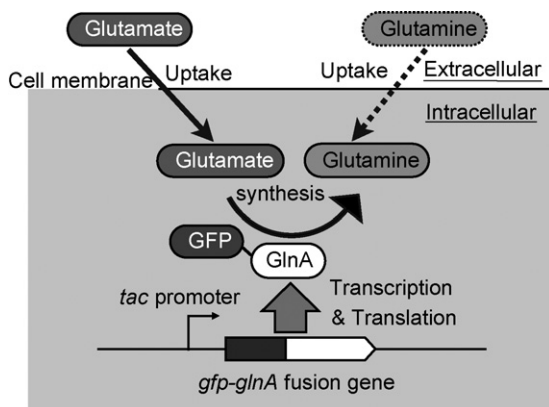 Glutamate
Glutamine
Cell membrane
Uptake
Uptake
Extracellular
Intracellular
Glutamate
Glutamine
synthesis
GFP
GlnA
tac promoter
Transcription
& Translation
gfp-glnA fusion gene